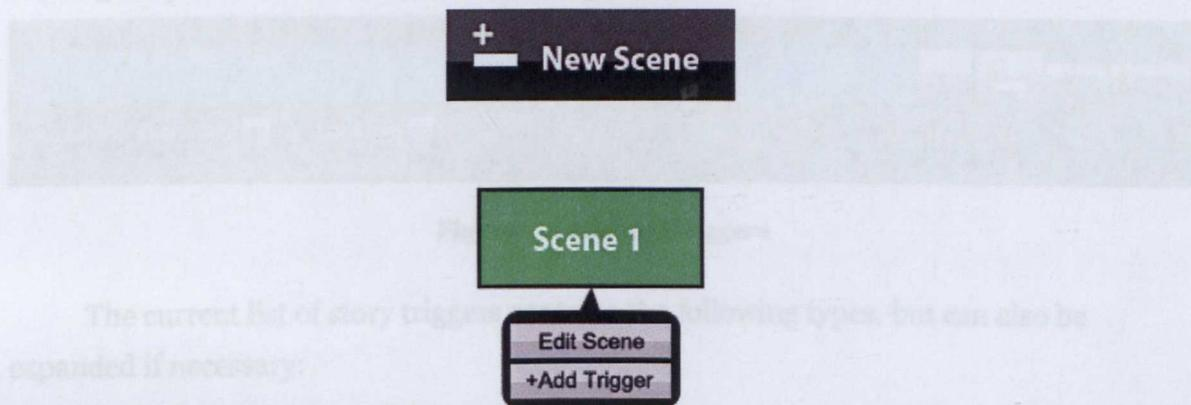 + New Scene
Scene 1
The current list of story triggers following types, but can also be
expanded if necessary:
Edit Scene
+Add Trigger